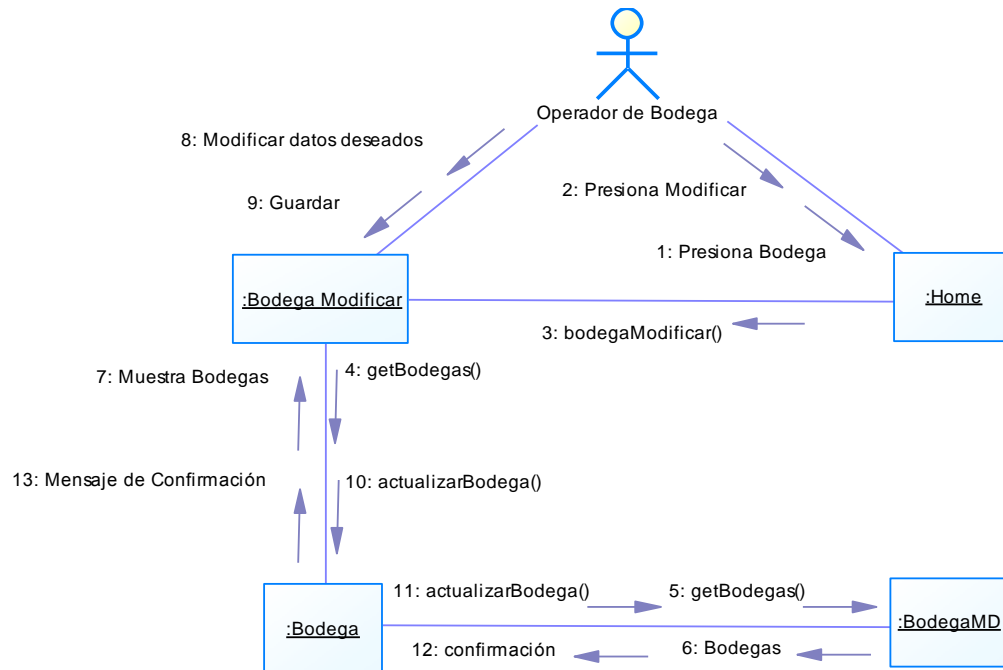 Operador de Bodega
8: Modificar datos deseados
2: Presiona Modificar
9: Guardar
1: Presiona Bodega
:Bodega Modificar
:Home
3: bodegaModificar()
7: Muestra Bodegas
4: getBodegas()
13: Mensaje de Confirmación
10: actualizarBodega()
11: actualizarBodega()
5: getBodegas()
:Bodega
:BodegaMD
12: confirmación
6: Bodegas